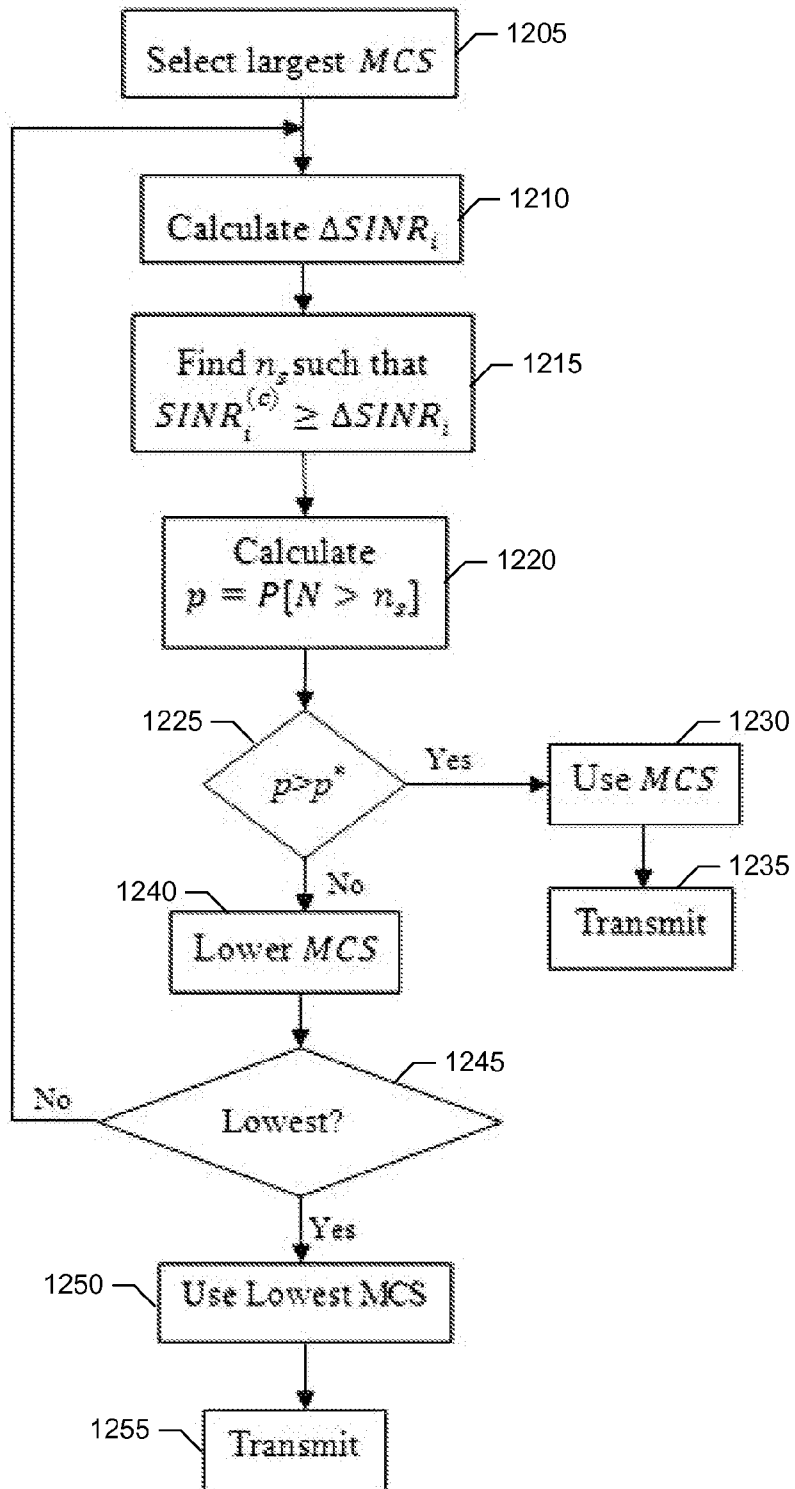 Select largest MCS
1205
Calculate ΔSINR_i
1210
Find n_s such that
SINR_i^(c) ≥ ΔSINR_i
1215
Calculate
p = P[N > n_s]
1220
1225
p>p*
Yes
1230
Use MCS
No
1235
Transmit
1240
Lower MCS
1245
No
Lowest?
Yes
1250
Use Lowest MCS
1255
Transmit